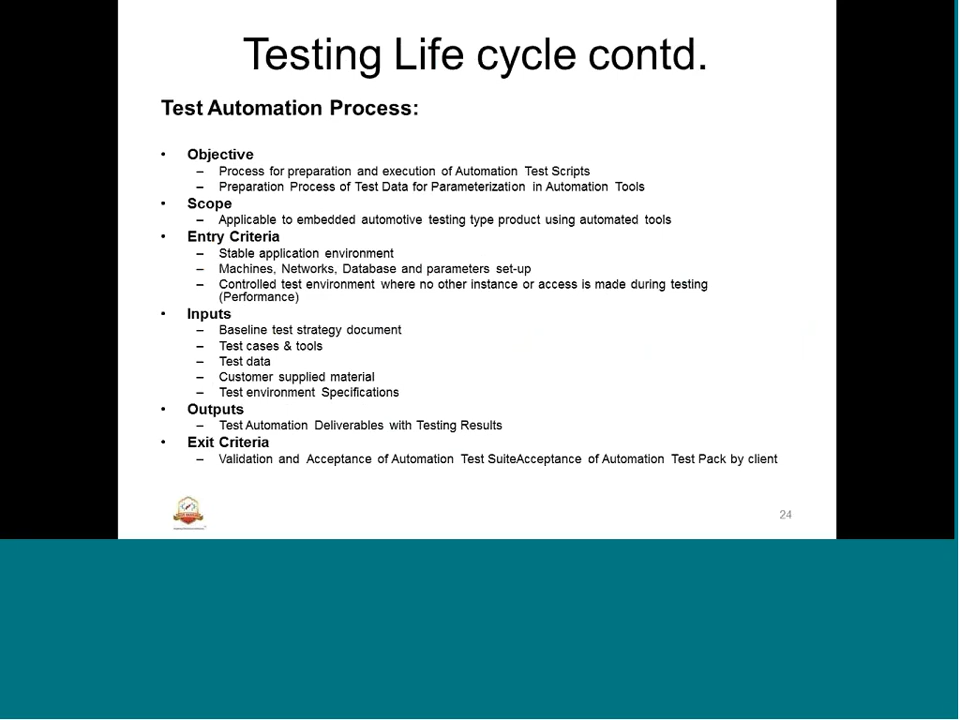 Testing Life cycle contd.
Test Automation Process:
• Objective
– Process for preparation and execution of Automation Test Scripts
– Preparation Process of Test Data for Parameterization in Automation Tools
• Scope
– Applicable to embedded automotive testing type product using automated tools
• Entry Criteria
– Stable application environment
– Machines, Networks, Database and parameters set-up
– Controlled test environment where no other instance or access is made during testing
(Performance)
• Inputs
– Baseline test strategy document
– Test cases & tools
– Test data
– Customer supplied material
– Test environment Specifications
• Outputs
– Test Automation Deliverables with Testing Results
• Exit Criteria
– Validation and Acceptance of Automation Test SuiteAcceptance of Automation Test Pack by client
24